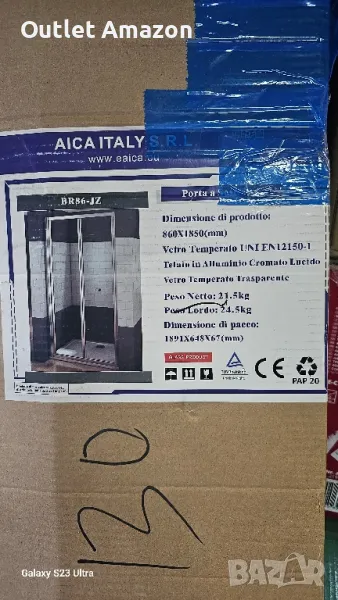 Outlet Amazon
AICA ITALY S.R.L
www.eaica.eu
BR86-JZ
Porta a
Dimensione di prodotto:
860X1850(mm)
Vetro Temperato UNI EN12150-1
Telaio in Alluminio Cromato Lucido
Vetro Temperato Trasparente
Peso Netto: 21.5kg
Peso Lordo: 24.5kg
Dimensione di pacco:
1891X648X67(mm)
PAP 20
130
Galaxy S23 Ultra
BAZAR